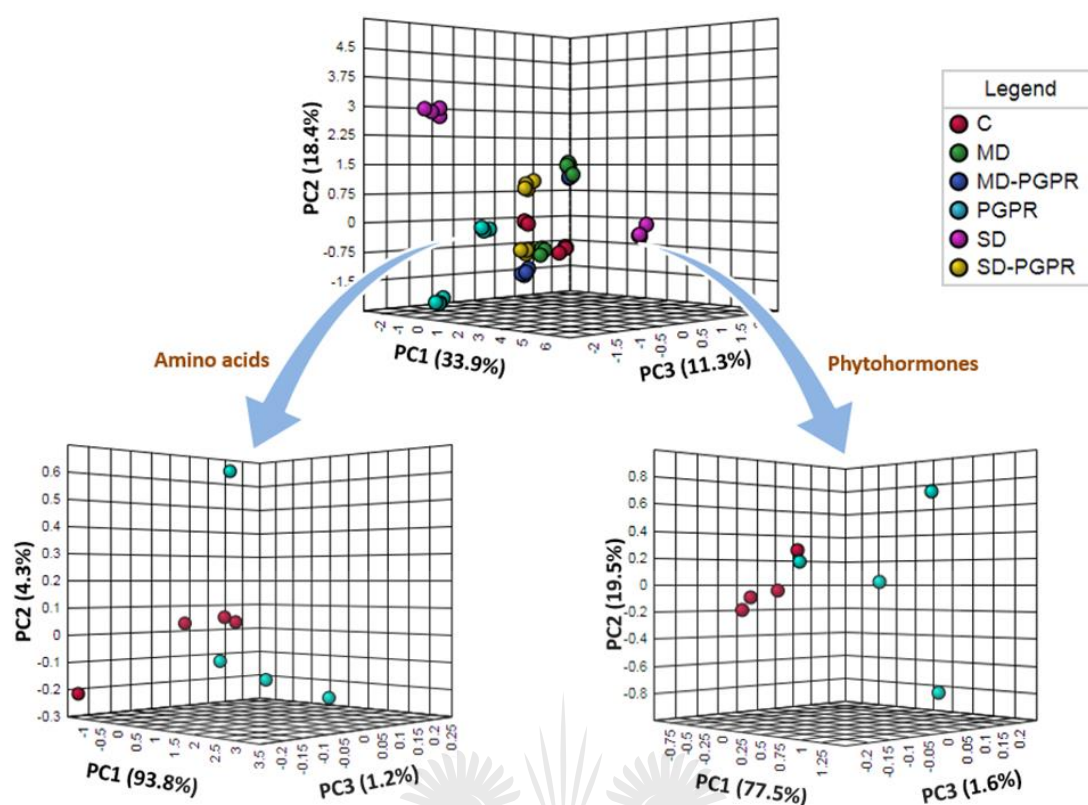 4.5
3.75
3
2.25
1.5
0.75
0
-0.75
-1.5
PC2 (18.4%)
-2 -1 0 1 2 3 4 5 6
PC1 (33.9%)
-2 -1.5 -1 -0.5 0 0.5 1 1.5
PC3 (11.3%)
Legend
C
MD
MD-PGPR
PGPR
SD
SD-PGPR
Amino acids
Phytohormones
0.6
0.5
0.4
0.3
0.2
0.1
0
-0.1
-0.2
-0.3
PC2 (4.3%)
-1 -0.5 0 0.5 1 1.5 2 2.5 3 3.5
PC1 (93.8%)
-0.2 -0.15 -0.1 -0.05 0 0.05 0.1 0.15 0.2 0.25
PC3 (1.2%)
0.8
0.6
0.4
0.2
0
-0.2
-0.4
-0.6
-0.8
PC2 (19.5%)
-0.75 -0.5 -0.25 0 0.25 0.5 0.75 1 1.25
PC1 (77.5%)
-0.2 -0.15 -0.1 -0.05 0 0.05 0.1 0.15 0.2
PC3 (1.6%)